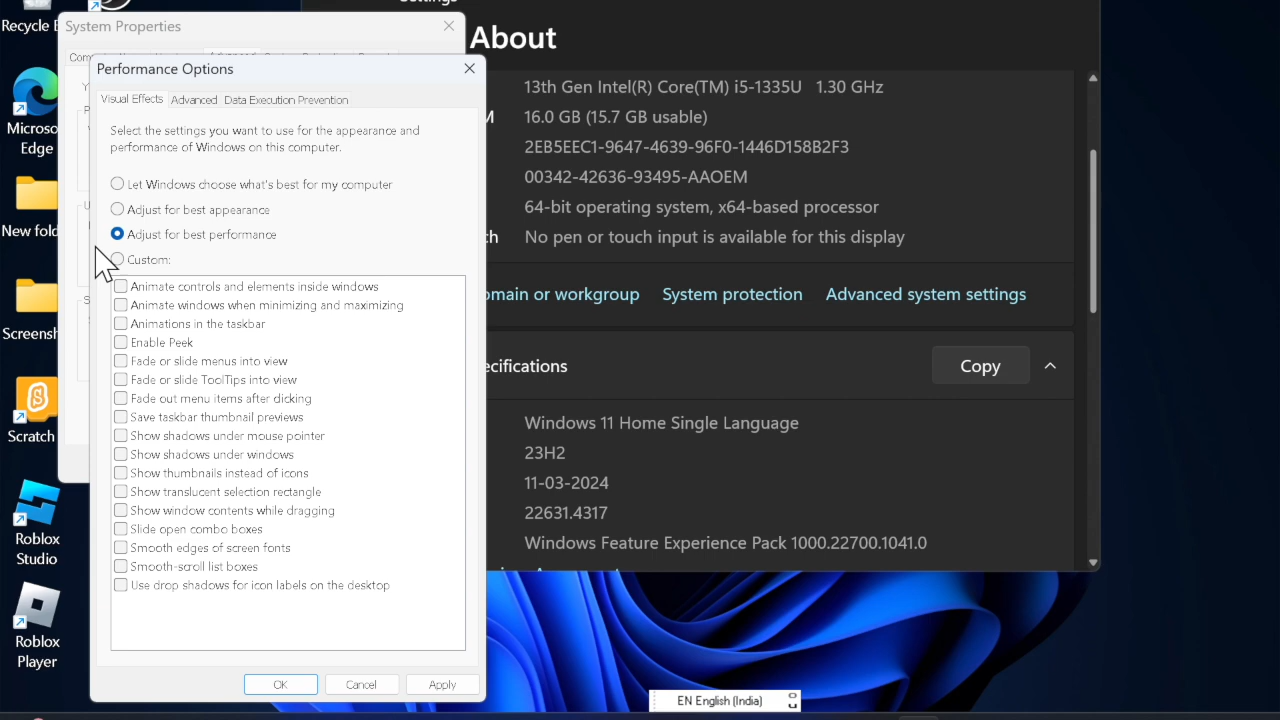 Recycle
Microso
Edge
New fold
Screensh
Scratch
Roblox
Studio
Roblox
Player
System Properties
Performance Options
Visual Effects
Advanced
Data Execution Prevention
Select the settings you want to use for the appearance and
performance of Windows on this computer.
Let Windows choose what's best for my computer
Adjust for best appearance
Adjust for best performance
Custom:
Animate controls and elements inside windows
Animate windows when minimizing and maximizing
Animations in the taskbar
Enable Peek
Fade or slide menus into view
Fade or slide ToolTips into view
Fade out menu items after clicking
Save taskbar thumbnail previews
Show shadows under mouse pointer
Show shadows under windows
Show thumbnails instead of icons
Show translucent selection rectangle
Show window contents while dragging
Slide open combo boxes
Smooth edges of screen fonts
Smooth-scroll list boxes
Use drop shadows for icon labels on the desktop
OK
Cancel
Apply
About
13th Gen Intel(R) Core(TM) i5-1335U 1.30 GHz
M 16.0 GB (15.7 GB usable)
2EB5EEC1-9647-4639-96F0-1446D158B2F3
00342-42636-93495-AAOEM
64-bit operating system, x64-based processor
ch No pen or touch input is available for this display
omain or workgroup
System protection
Advanced system settings
ecifications
Copy
Windows 11 Home Single Language
23H2
11-03-2024
22631.4317
Windows Feature Experience Pack 1000.22700.1041.0
EN English (India)